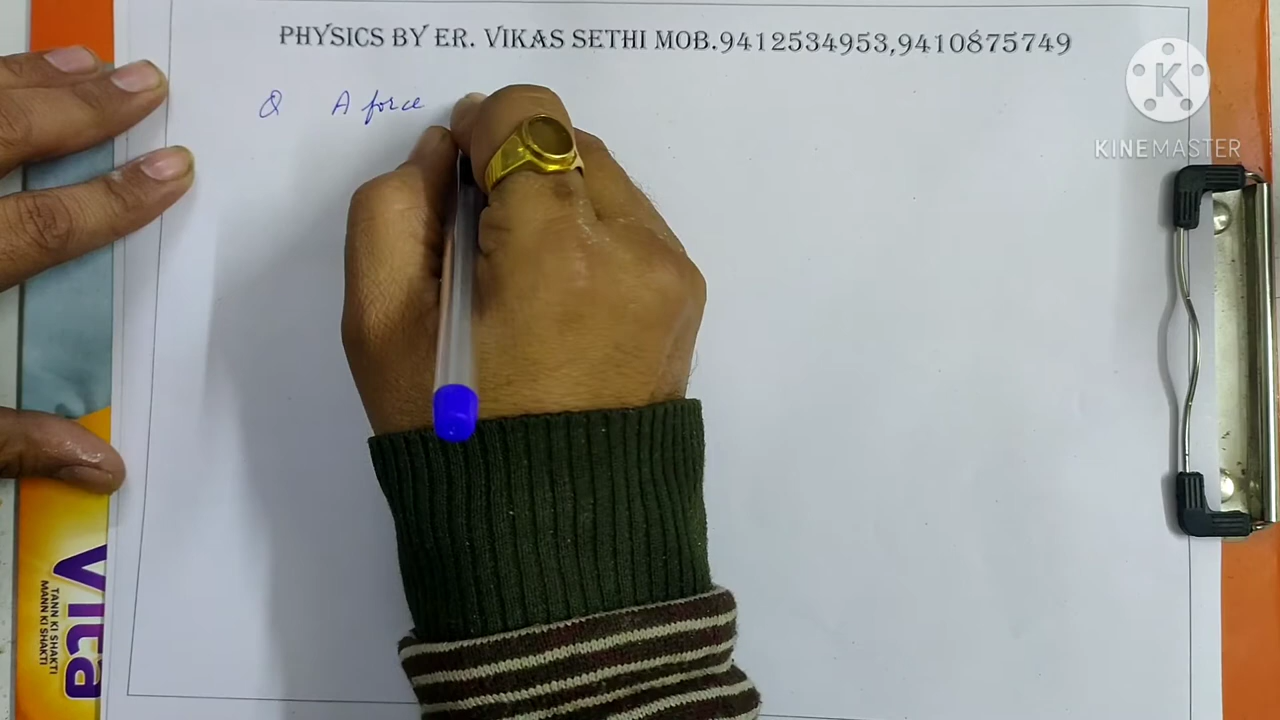 PHYSICS BY ER. VIKAS SETHI MOB.9412534953,9410875749
Q A force
K
KINEMASTER
Vita
TANN KI SHAKTI
MANN KI SHAKTI